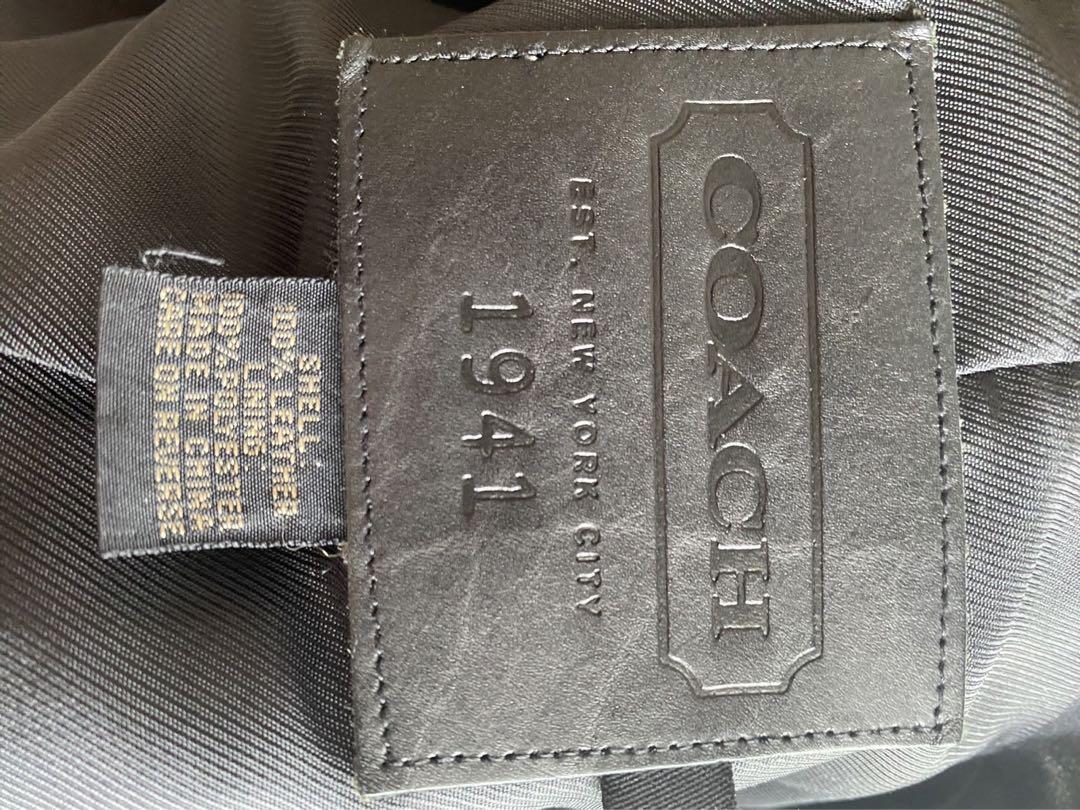 COACH
EST. NEW YORK CITY
1941
SHELL
100% LEATHER
LINING
100% POLYESTER
MADE IN CHINA
CARE ON REVERSE